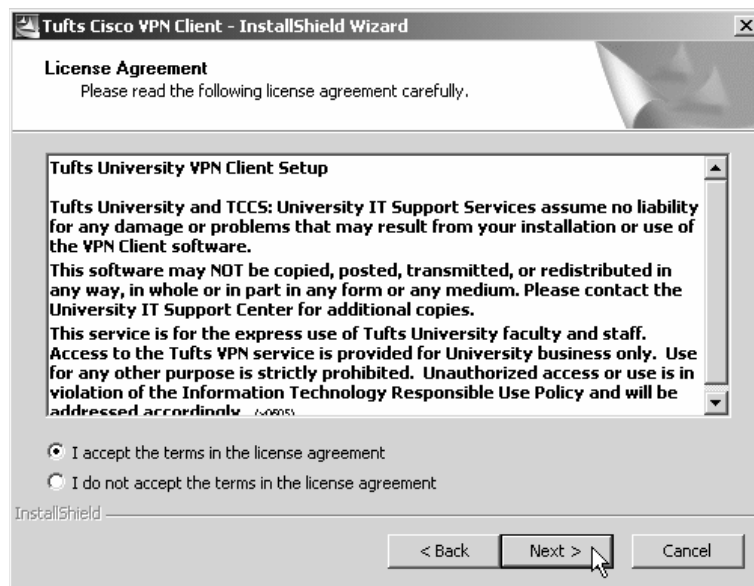 Tufts Cisco VPN Client - InstallShield Wizard
License Agreement
Please read the following license agreement carefully.
Tufts University VPN Client Setup
Tufts University and TCCS: University IT Support Services assume no liability
for any damage or problems that may result from your installation or use of
the VPN Client software.
This software may NOT be copied, posted, transmitted, or redistributed in
any way, in whole or in part in any form or any medium. Please contact the
University IT Support Center for additional copies.
This service is for the express use of Tufts University faculty and staff.
Access to the Tufts VPN service is provided for University business only. Use
for any other purpose is strictly prohibited. Unauthorized access or use is in
violation of the Information Technology Responsible Use Policy and will be
addressed accordingly.
I accept the terms in the license agreement
I do not accept the terms in the license agreement
InstallShield
< Back Next > Cancel